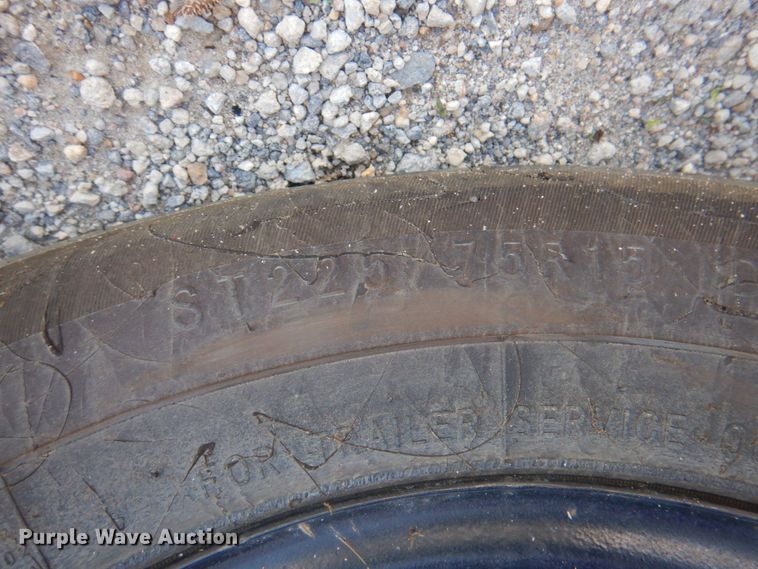 ST225/75R15
FOR TRAILER SERVICE
Purple Wave Auction